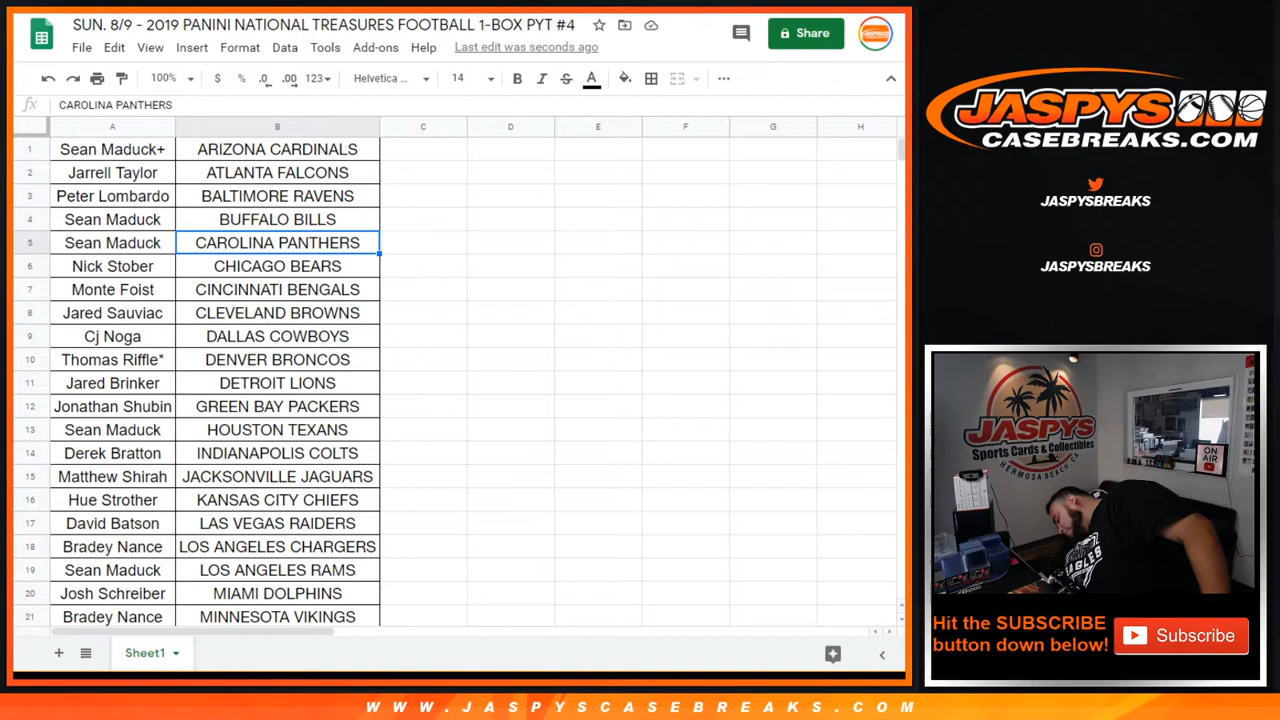 SUN. 8/9 - 2019 PANINI NATIONAL TREASURES FOOTBALL 1-BOX PYT #4
Share
File Edit View Insert Format Data Tools Add-ons Help Last edit was seconds ago
100% $ % .0 .00 123 Helvetica ... 14 B I S A
fx CAROLINA PANTHERS
A B C D E F G H
1 Sean Maduck+ ARIZONA CARDINALS
2 Jarrell Taylor ATLANTA FALCONS
3 Peter Lombardo BALTIMORE RAVENS
4 Sean Maduck BUFFALO BILLS
5 Sean Maduck CAROLINA PANTHERS
6 Nick Stober CHICAGO BEARS
7 Monte Foist CINCINNATI BENGALS
8 Jared Sauviac CLEVELAND BROWNS
9 Cj Noga DALLAS COWBOYS
10 Thomas Riffle* DENVER BRONCOS
11 Jared Brinker DETROIT LIONS
12 Jonathan Shubin GREEN BAY PACKERS
13 Sean Maduck HOUSTON TEXANS
14 Derek Bratton INDIANAPOLIS COLTS
15 Matthew Shirah JACKSONVILLE JAGUARS
16 Hue Strother KANSAS CITY CHIEFS
17 David Batson LAS VEGAS RAIDERS
18 Bradey Nance LOS ANGELES CHARGERS
19 Sean Maduck LOS ANGELES RAMS
20 Josh Schreiber MIAMI DOLPHINS
21 Bradey Nance MINNESOTA VIKINGS
Sheet1
JASPYS
CASEBREAKS.COM
JASPYSBREAKS
JASPYSBREAKS
JASPYS
Sports Cards & Collectibles
HERMOSA BEACH CA
ON AIR
EAGLES
Hit the SUBSCRIBE
button down below!
Subscribe
WWW.JASPYSCASEBREAKS.COM